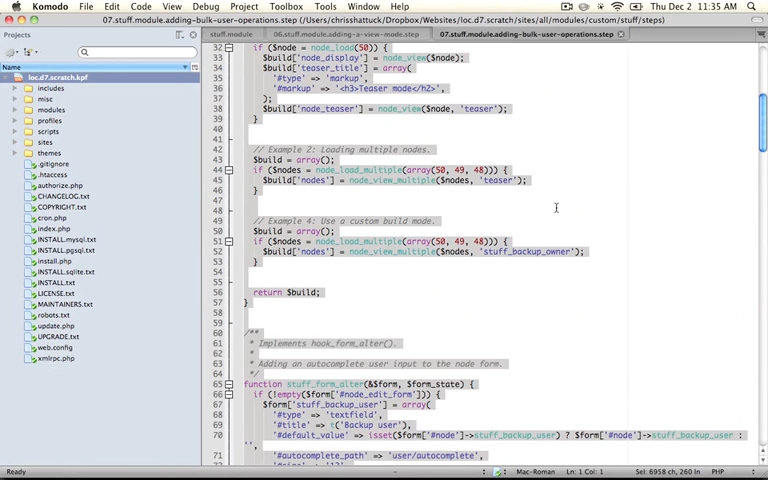 Komodo File Edit Code View Debug Project Toolbox Tools Window Help Thu Dec 2 11:35 AM
07.stuff.module.adding-bulk-user-operations.step (/Users/chrisshattuck/Dropbox/Websites/loc.d7.scratch/sites/all/modules/custom/stuff/steps)
Projects
stuff.module 06.stuff.module.adding-a-view-mode.step 07.stuff.module.adding-bulk-user-operations.step
Name
loc.d7.scratch.kpf
includes
misc
modules
profiles
scripts
sites
themes
.gitignore
.htaccess
authorize.php
CHANGELOG.txt
COPYRIGHT.txt
cron.php
index.php
INSTALL.mysql.txt
INSTALL.pgsql.txt
install.php
INSTALL.sqlite.txt
INSTALL.txt
LICENSE.txt
MAINTAINERS.txt
robots.txt
update.php
UPGRADE.txt
web.config
xmlrpc.php
32 if ($node = node_load(50)) {
33 $build['node_display'] = node_view($node);
34 $build['teaser_title'] = array(
35 '#type' => 'markup',
36 '#markup' => '<h3>Teaser mode</h2>',
37 );
38 $build['node_teaser'] = node_view($node, 'teaser');
39 }
40
41
42 // Example 2: Loading multiple nodes.
43 $build = array();
44 if ($nodes = node_load_multiple(array(50, 49, 48))) {
45 $build['nodes'] = node_view_multiple($nodes, 'teaser');
46 }
47
48
49 // Example 4: Use a custom build mode.
50 $build = array();
51 if ($nodes = node_load_multiple(array(50, 49, 48))) {
52 $build['nodes'] = node_view_multiple($nodes, 'stuff_backup_owner');
53 }
54
55
56 return $build;
57 }
58
59
60 /**
61 * Implements hook_form_alter().
62 *
63 * Adding an autocomplete user input to the node form.
64 */
65 function stuff_form_alter(&$form, $form_state) {
66 if (!empty($form['#node_edit_form'])) {
67 $form['stuff_backup_user'] = array(
68 '#type' => 'textfield',
69 '#title' => t('Backup user'),
70 '#default_value' => isset($form['#node']->stuff_backup_user) ? $form['#node']->stuff_backup_user :
'',
71 '#autocomplete_path' => 'user/autocomplete',
Ready Mac-Roman Ln: 1 Col: 1 Sel: 6958 ch, 260 ln PHP